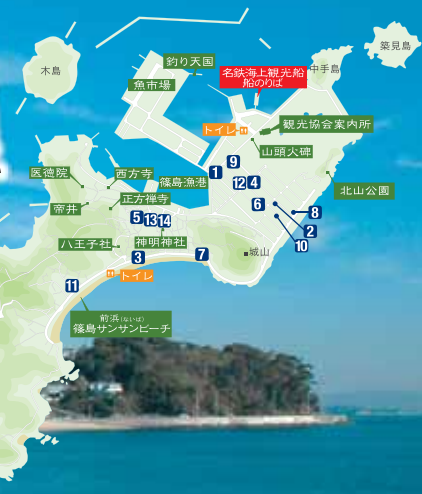 築見島
釣り天国
木島
中手島
名鉄海上観光船
船のりば
魚市場
観光協会案内所
トイレ
山頭火碑
9
1
医徳院
西方寺
篠島漁港
12
4
北山公園
帝井
正方禅寺
6
8
5
13
14
2
神明神社
10
八王子社
3
7
城山
トイレ
11
前浜(ないば)
篠島サンサンビーチ